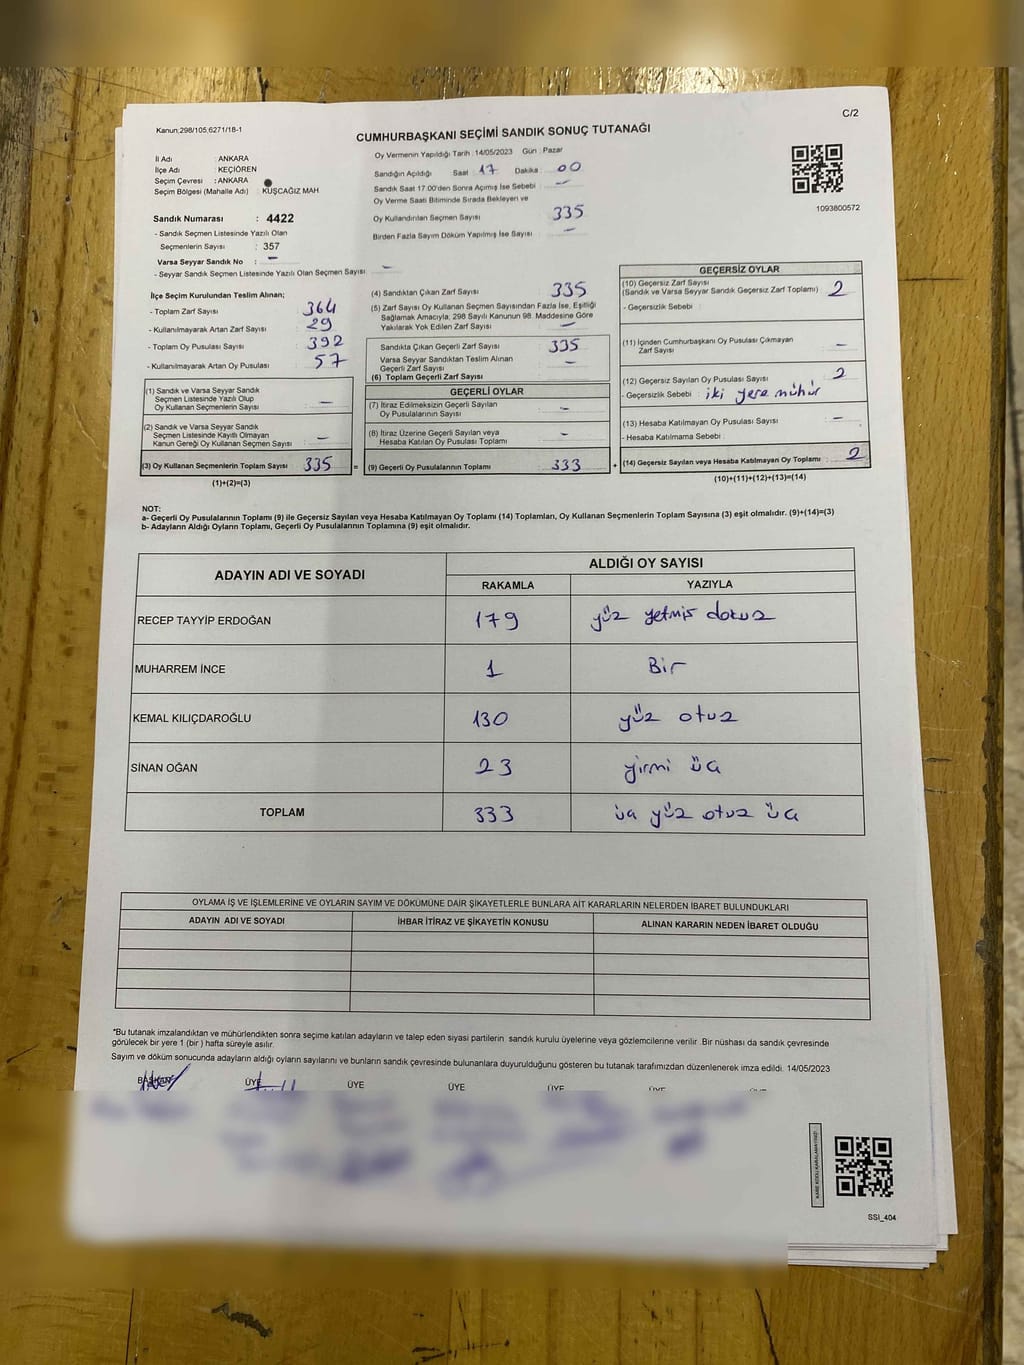 Kanun;298/105;6271/18-1
C/2
CUMHURBAŞKANI SEÇİMİ SANDIK SONUÇ TUTANAĞI
İl Adı : ANKARA
İlçe Adı : KEÇİÖREN
Seçim Çevresi : ANKARA
Seçim Bölgesi (Mahalle Adı) : KUŞCAĞIZ MAH.
Sandık Numarası : 4422
- Sandık Seçmen Listesinde Yazılı Olan
Seçmenlerin Sayısı : 357
Varsa Seyyar Sandık No : -
- Seyyar Sandık Seçmen Listesinde Yazılı Olan Seçmen Sayısı : -
Oy Vermenin Yapıldığı Tarih :14/05/2023 Gün : Pazar
Sandığın Açıldığı Saat : 17 Dakika : 00
Sandık Saat 17.00'den Sonra Açılmış İse Sebebi : -
Oy Verme Saati Bitiminde Sırada Bekleyen ve
Oy Kullandırılan Seçmen Sayısı : 335
Birden Fazla Sayım Döküm Yapılmış İse Sayısı : -
1093800572
İlçe Seçim Kurulundan Teslim Alınan;
- Toplam Zarf Sayısı : 364
- Kullanılmayarak Artan Zarf Sayısı : 29
- Toplam Oy Pusulası Sayısı : 392
- Kullanılmayarak Artan Oy Pusulası : 57
(1) Sandık ve Varsa Seyyar Sandık
Seçmen Listesinde Yazılı Olup
Oy Kullanan Seçmenlerin Sayısı : -
(2) Sandık ve Varsa Seyyar Sandık
Seçmen Listesinde Kayıtlı Olmayan
Kanun Gereği Oy Kullanan Seçmen Sayısı : -
(3) Oy Kullanan Seçmenlerin Toplam Sayısı : 335
(1)+(2)=(3)
(4) Sandıktan Çıkan Zarf Sayısı : 335
(5) Zarf Sayısı Oy Kullanan Seçmen Sayısından Fazla İse, Eşitliği
Sağlamak Amacıyla; 298 Sayılı Kanunun 98. Maddesine Göre
Yakılarak Yok Edilen Zarf Sayısı : -
Sandıkta Çıkan Geçerli Zarf Sayısı : 335
Varsa Seyyar Sandıktan Teslim Alınan
Geçerli Zarf Sayısı : -
(6) Toplam Geçerli Zarf Sayısı
GEÇERLİ OYLAR
(7) İtiraz Edilmeksizin Geçerli Sayılan
Oy Pusulalarının Sayısı : -
(8) İtiraz Üzerine Geçerli Sayılan veya
Hesaba Katılan Oy Pusulası Toplamı : -
= (9) Geçerli Oy Pusulalarının Toplamı : 333 +
GEÇERSİZ OYLAR
(10) Geçersiz Zarf Sayısı
(Sandık ve Varsa Seyyar Sandık Geçersiz Zarf Toplamı) : 2
- Geçersizlik Sebebi :
(11) İçinden Cumhurbaşkanı Oy Pusulası Çıkmayan
Zarf Sayısı : -
(12) Geçersiz Sayılan Oy Pusulası Sayısı : 2
- Geçersizlik Sebebi : iki yere mühür
(13) Hesaba Katılmayan Oy Pusulası Sayısı : -
- Hesaba Katılmama Sebebi :
(14) Geçersiz Sayılan veya Hesaba Katılmayan Oy Toplamı : 2
(10)+(11)+(12)+(13)=(14)
NOT:
a- Geçerli Oy Pusulalarının Toplamı (9) ile Geçersiz Sayılan veya Hesaba Katılmayan Oy Toplamı (14) Toplamları, Oy Kullanan Seçmenlerin Toplam Sayısına (3) eşit olmalıdır. (9)+(14)=(3)
b- Adayların Aldığı Oyların Toplamı, Geçerli Oy Pusulalarının Toplamına (9) eşit olmalıdır.
ADAYIN ADI VE SOYADI ALDIĞI OY SAYISI
RAKAMLA YAZIYLA
RECEP TAYYİP ERDOĞAN 179 yüz yetmiş dokuz
MUHARREM İNCE 1 Bir
KEMAL KILIÇDAROĞLU 130 yüz otuz
SİNAN OĞAN 23 yirmi üç
TOPLAM 333 üç yüz otuz üç
OYLAMA İŞ VE İŞLEMLERİNE VE OYLARIN SAYIM VE DÖKÜMÜNE DAİR ŞİKAYETLERLE BUNLARA AİT KARARLARIN NELERDEN İBARET BULUNDUKLARI
ADAYIN ADI VE SOYADI İHBAR İTİRAZ VE ŞİKAYETİN KONUSU ALINAN KARARIN NEDEN İBARET OLDUĞU
"Bu tutanak imzalandıktan ve mühürlendikten sonra seçime katılan adayların ve talep eden siyasi partilerin sandık kurulu üyelerine veya gözlemcilerine verilir. Bir nüshası da sandık çevresinde
görülecek bir yere 1 (bir ) hafta süreyle asılır.
Sayım ve döküm sonucunda adayların aldığı oyların sayılarını ve bunların sandık çevresinde bulunanlara duyurulduğunu gösteren bu tutanak tarafımızdan düzenlenerek imza edildi. 14/05/2023
BAŞKAN ÜYE ÜYE ÜYE ÜYE ÜYE ÜYE
KARE KODU KARALAMAYINIZ!
SSI_404